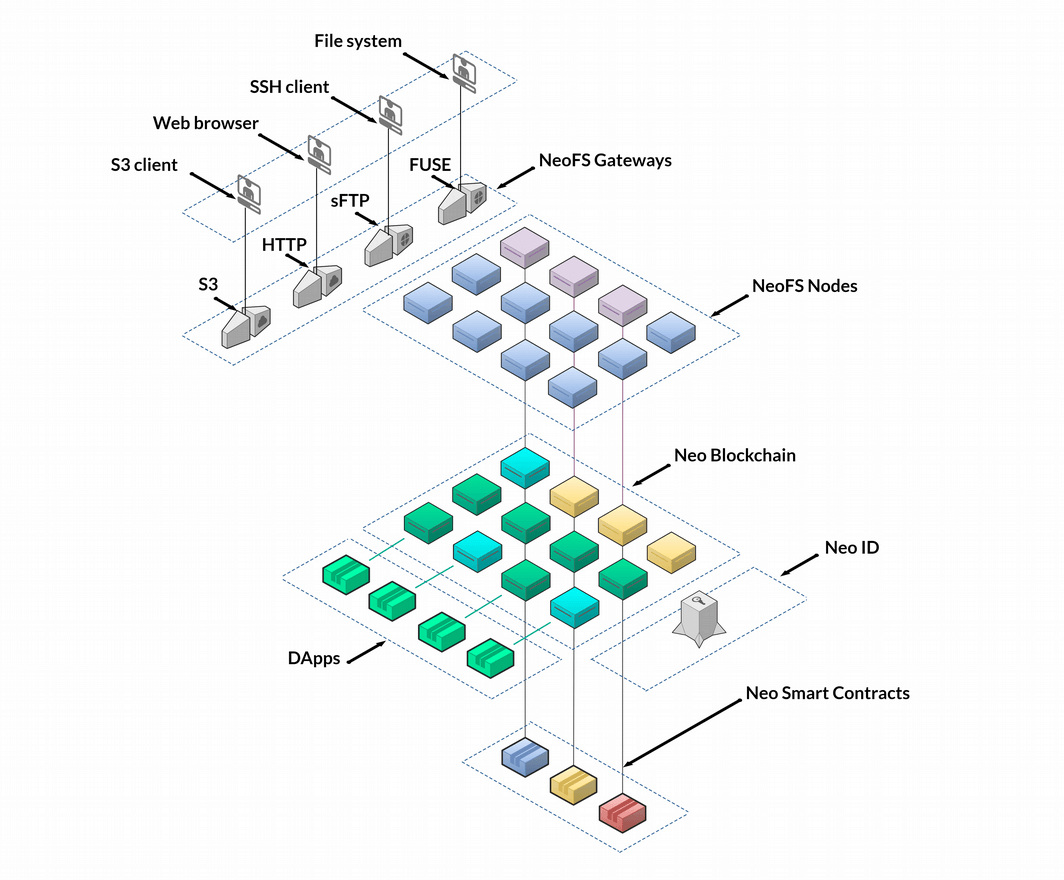 File system
SSH client
Web browser
S3 client
FUSE
NeoFS Gateways
sFTP
HTTP
S3
NeoFS Nodes
Neo Blockchain
Neo ID
DApps
Neo Smart Contracts